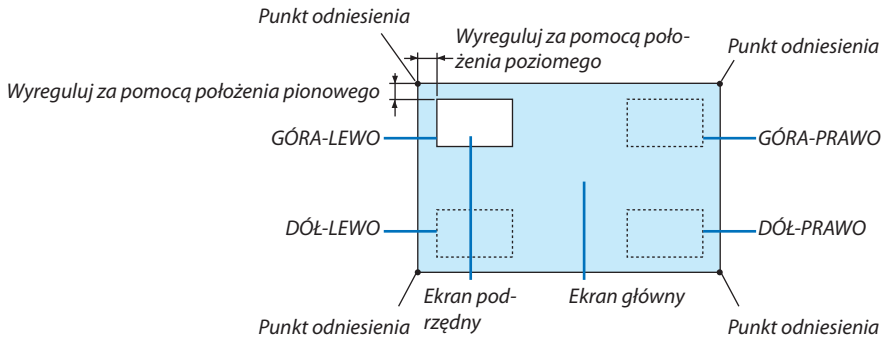 Punkt odniesienia
Wyreguluj za pomocą poło-
żenia poziomego
Punkt odniesienia
Wyreguluj za pomocą położenia pionowego
GÓRA-LEWO
GÓRA-PRAWO
DÓŁ-LEWO
DÓŁ-PRAWO
Ekran pod-
rzędny
Ekran główny
Punkt odniesienia
Punkt odniesienia